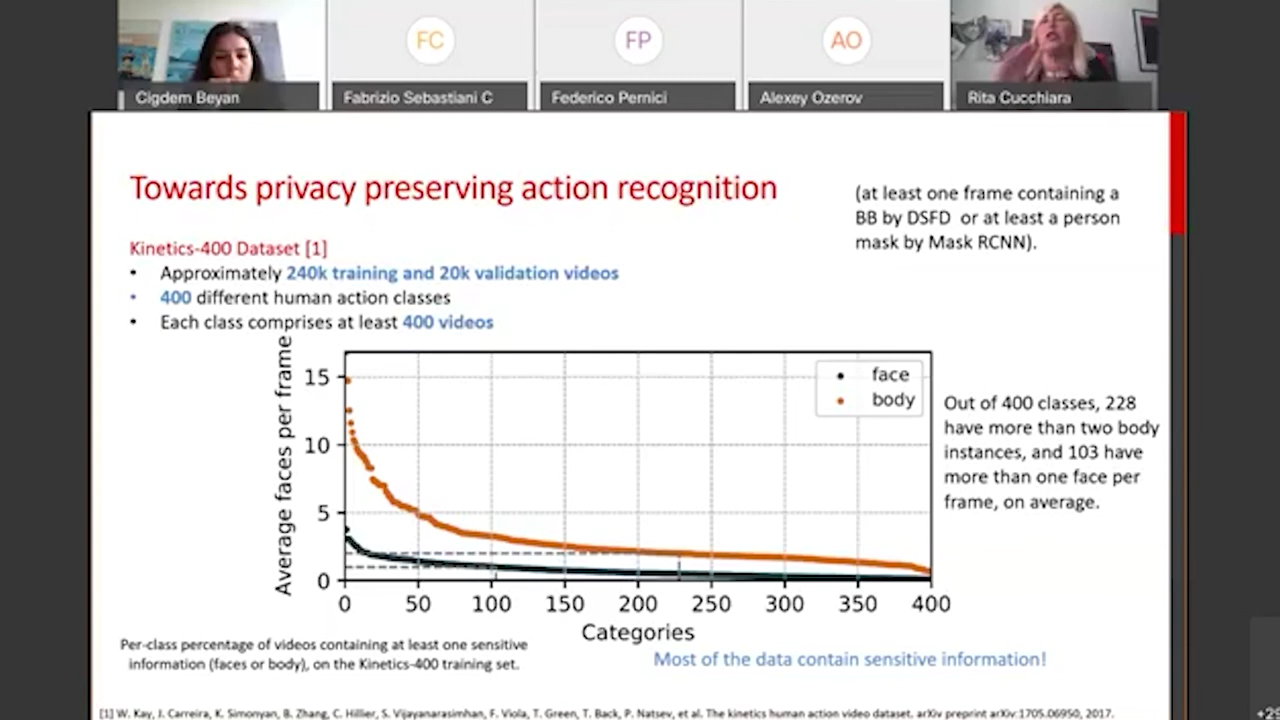 FC
FP
AO
Cigdem Beyan
Fabrizio Sebastiani C
Federico Pernici
Alexey Ozerov
Rita Cucchiara
Towards privacy preserving action recognition
(at least one frame containing a
BB by DSFD or at least a person
mask by Mask RCNN).
Kinetics-400 Dataset [1]
• Approximately 240k training and 20k validation videos
• 400 different human action classes
• Each class comprises at least 400 videos
Average faces per frame
15
10
5
0
face
body
0 50 100 150 200 250 300 350 400
Categories
Out of 400 classes, 228
have more than two body
instances, and 103 have
more than one face per
frame, on average.
Per-class percentage of videos containing at least one sensitive
information (faces or body), on the Kinetics-400 training set.
Most of the data contain sensitive information!
[1] W. Kay, J. Carreira, K. Simonyan, B. Zhang, C. Hillier, S. Vijayanarasimhan, F. Viola, T. Green, T. Back, P. Natsev, et al. The kinetics human action video dataset. arXiv preprint arXiv:1705.06950, 2017.